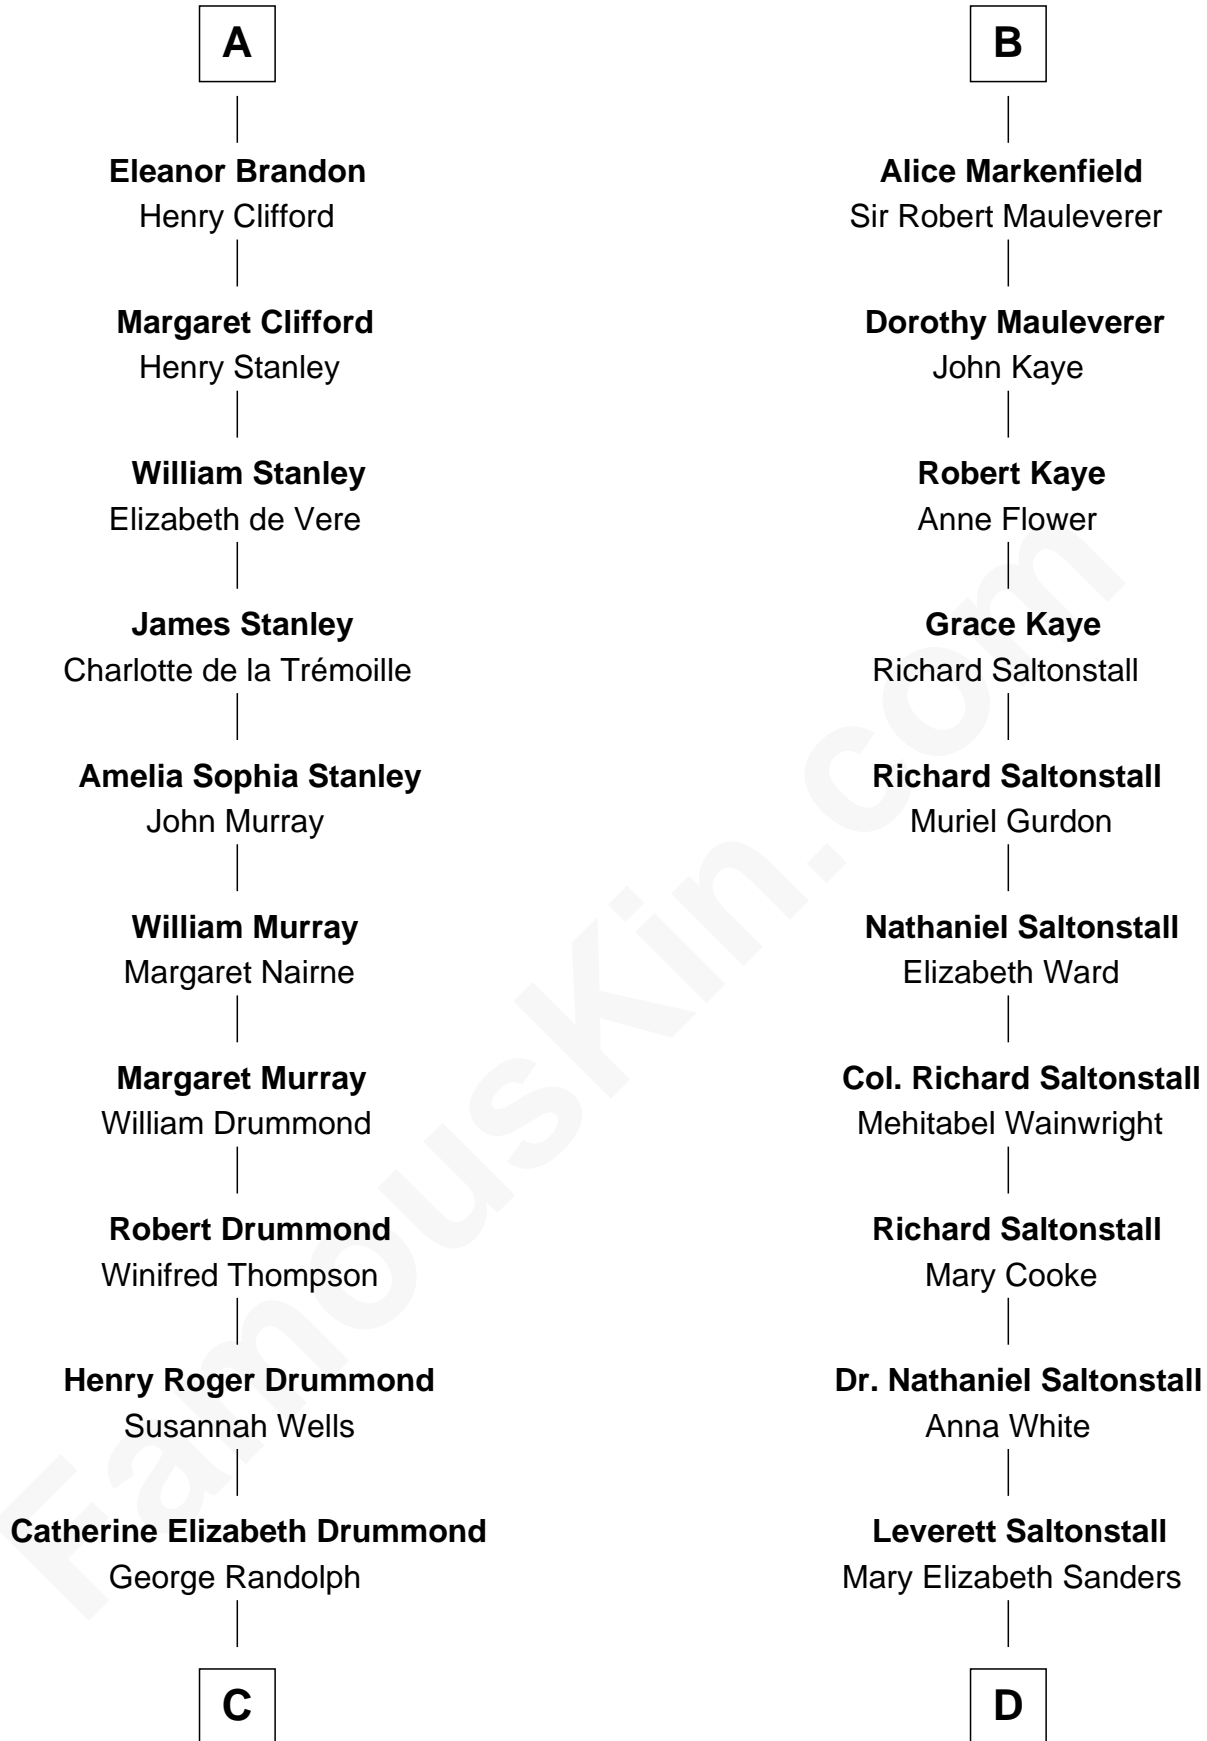 A
Eleanor Brandon
Henry Clifford
Margaret Clifford
Henry Stanley
William Stanley
Elizabeth de Vere
James Stanley
Charlotte de la Trémoille
Amelia Sophia Stanley
John Murray
William Murray
Margaret Nairne
Margaret Murray
William Drummond
Robert Drummond
Winifred Thompson
Henry Roger Drummond
Susannah Wells
Catherine Elizabeth Drummond
George Randolph
C
B
Alice Markenfield
Sir Robert Mauleverer
Dorothy Mauleverer
John Kaye
Robert Kaye
Anne Flower
Grace Kaye
Richard Saltonstall
Richard Saltonstall
Muriel Gurdon
Nathaniel Saltonstall
Elizabeth Ward
Col. Richard Saltonstall
Mehitabel Wainwright
Richard Saltonstall
Mary Cooke
Dr. Nathaniel Saltonstall
Anna White
Leverett Saltonstall
Mary Elizabeth Sanders
D
FamousKin.com